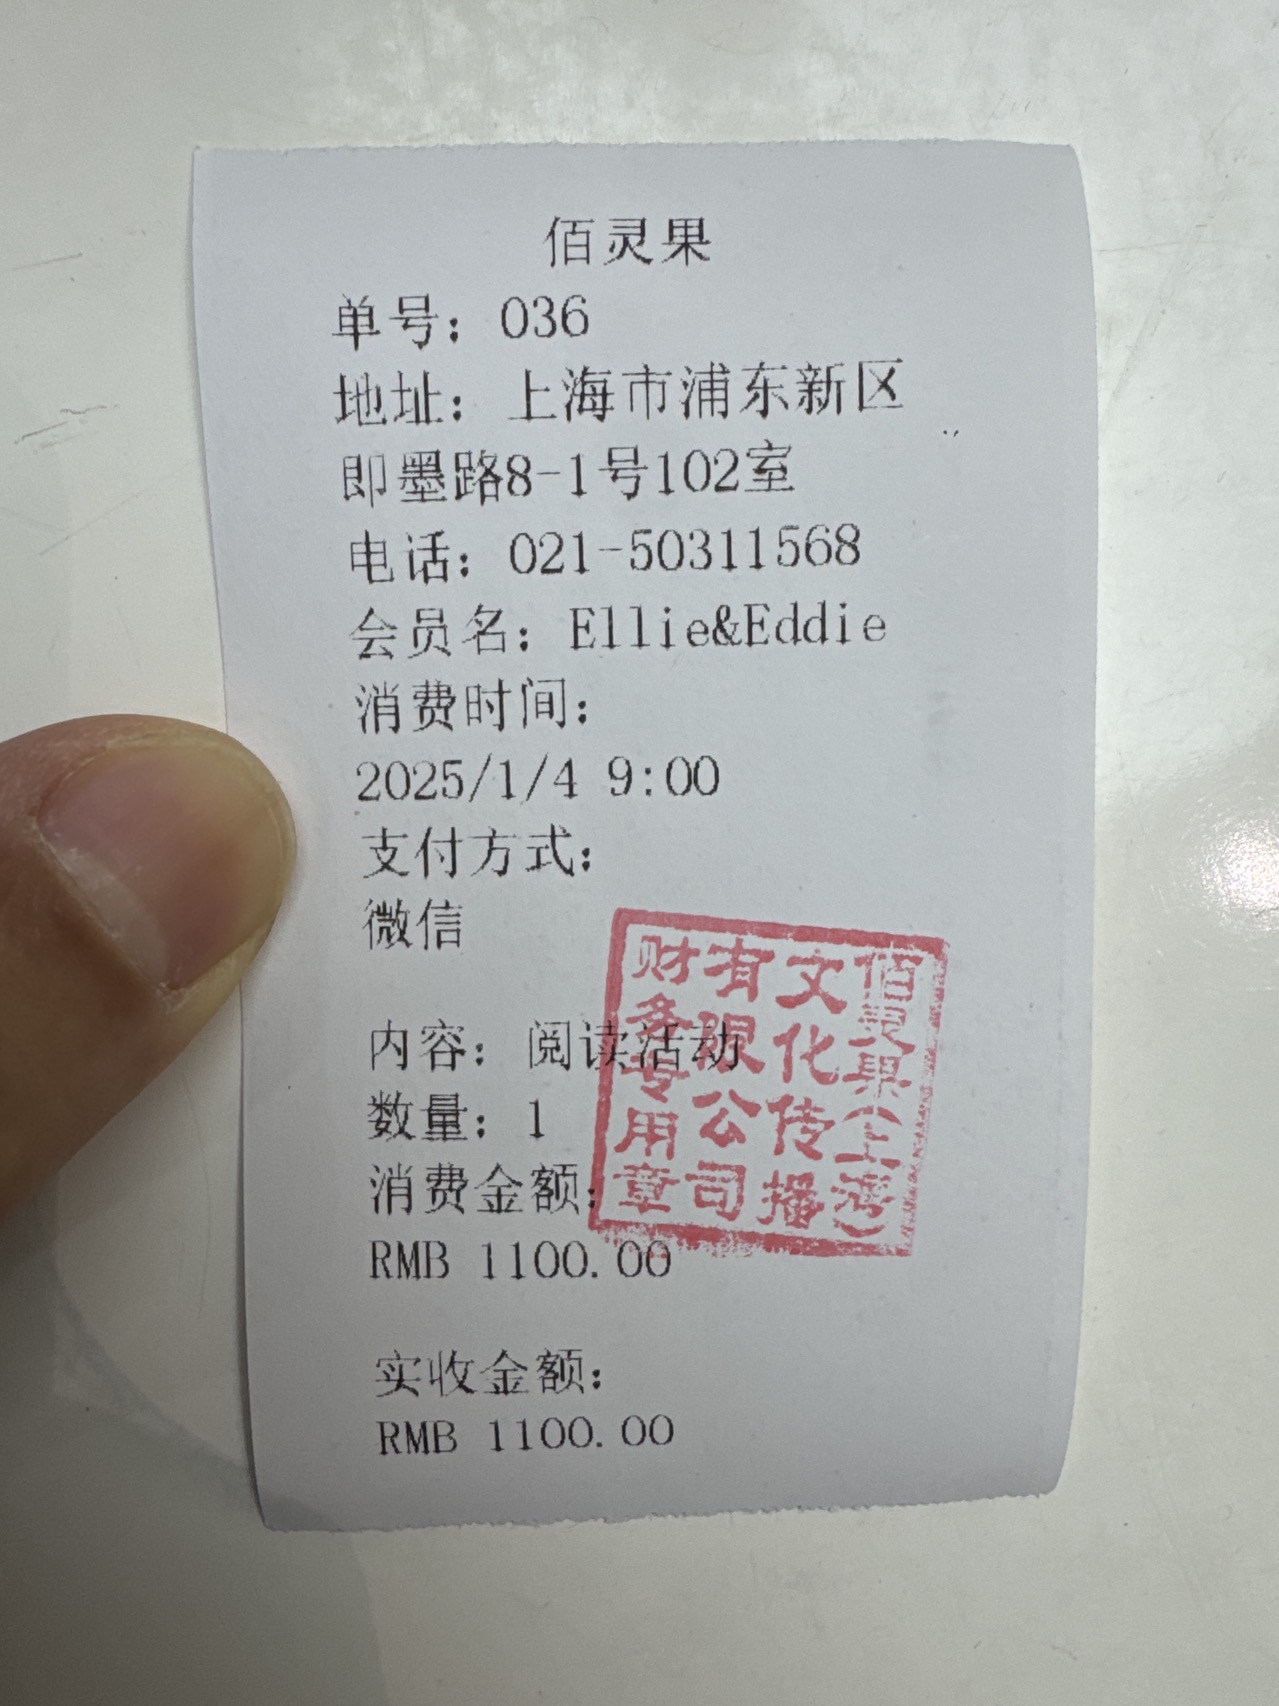 佰灵果
单号：036
地址：上海市浦东新区
即墨路8-1号102室
电话：021-50311568
会员名：Ellie&Eddie
消费时间：
2025/1/4 9:00
支付方式：
微信
内容：阅读活动
数量：1
消费金额：
RMB 1100.00
实收金额：
RMB 1100.00
佰灵果（上海）
文化传播
有限公司
财务专用章